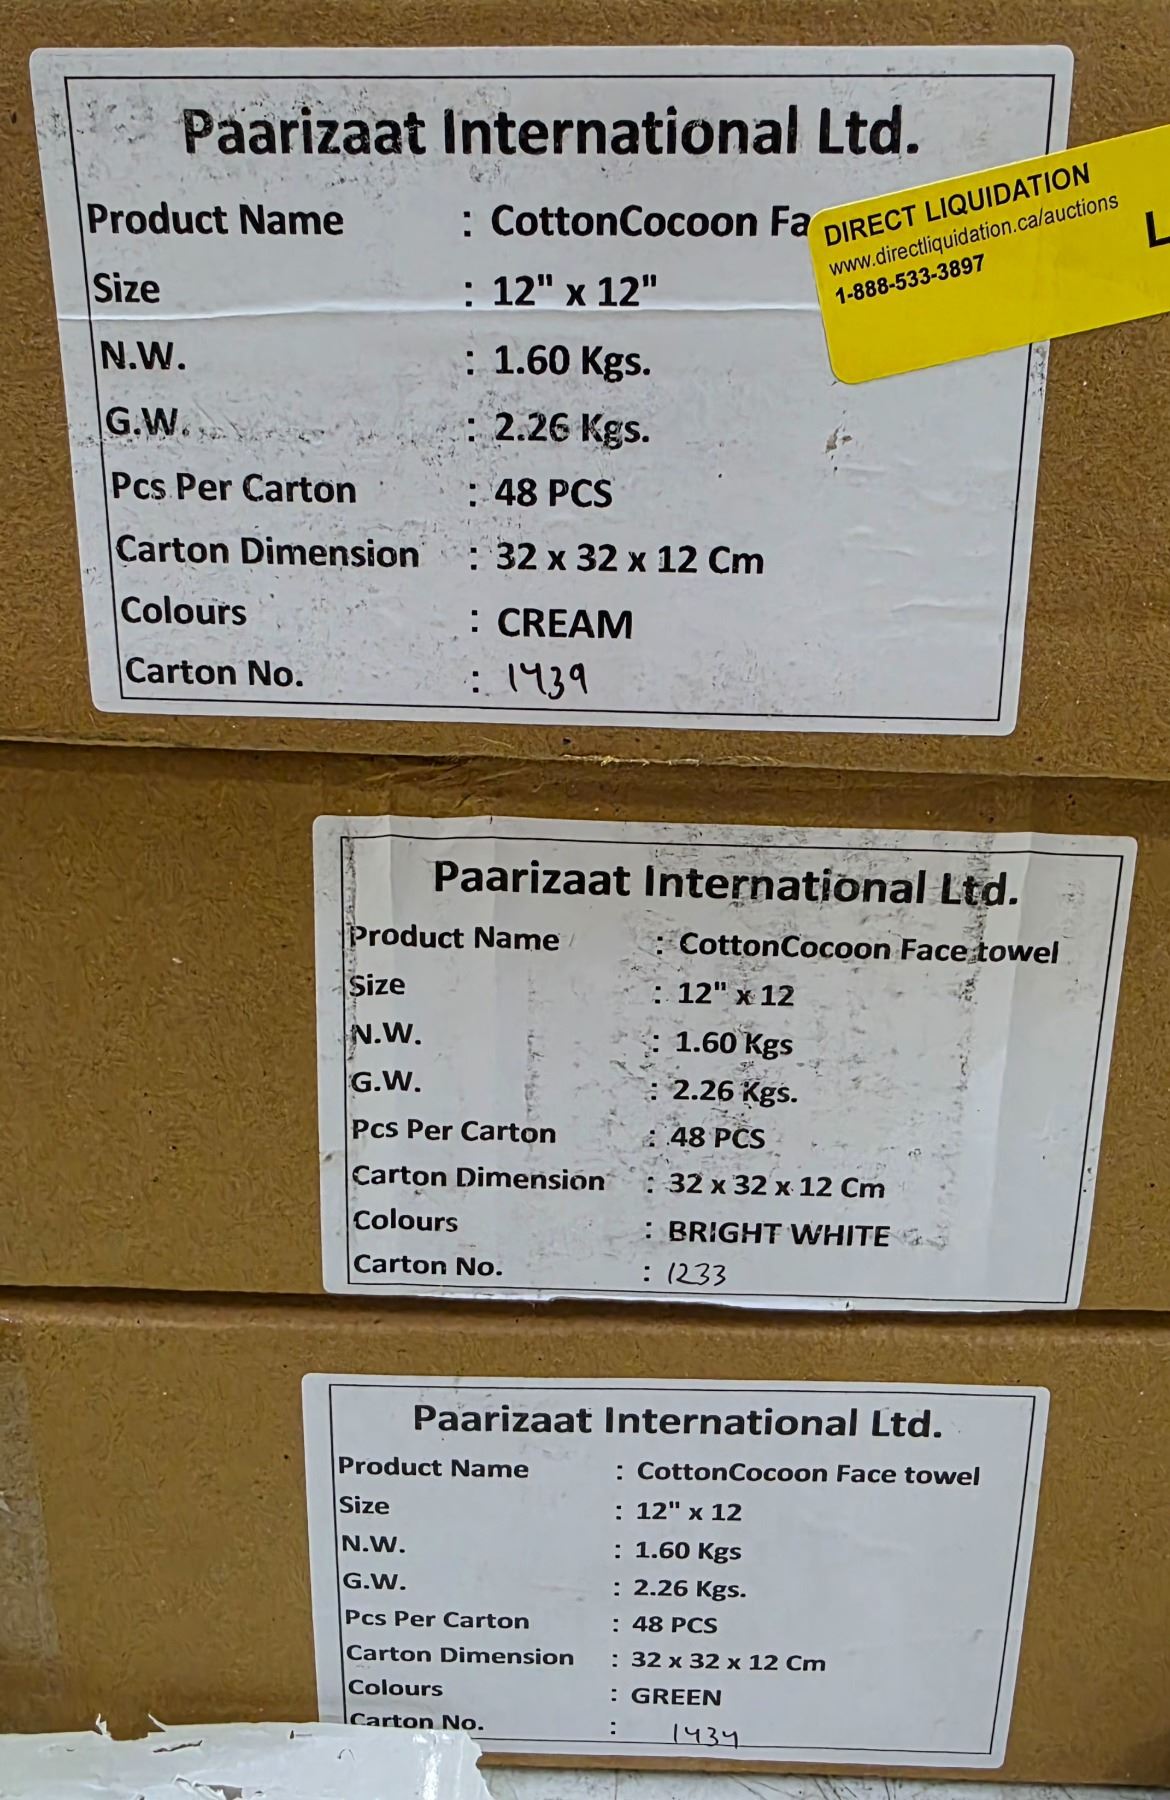 Paarizaat International Ltd.
Product Name : CottonCocoon Fa
Size : 12" x 12"
N.W. : 1.60 Kgs.
G.W. : 2.26 Kgs.
Pcs Per Carton : 48 PCS
Carton Dimension : 32 x 32 x 12 Cm
Colours : CREAM
Carton No. : 1439
DIRECT LIQUIDATION
www.directliquidation.ca/auctions
1-888-533-3897
L
Paarizaat International Ltd.
Product Name : CottonCocoon Face towel
Size : 12" x 12
N.W. : 1.60 Kgs
G.W. : 2.26 Kgs.
Pcs Per Carton : 48 PCS
Carton Dimension : 32 x 32 x 12 Cm
Colours : BRIGHT WHITE
Carton No. : 1233
Paarizaat International Ltd.
Product Name : CottonCocoon Face towel
Size : 12" x 12
N.W. : 1.60 Kgs
G.W. : 2.26 Kgs.
Pcs Per Carton : 48 PCS
Carton Dimension : 32 x 32 x 12 Cm
Colours : GREEN
Carton No. : 1434